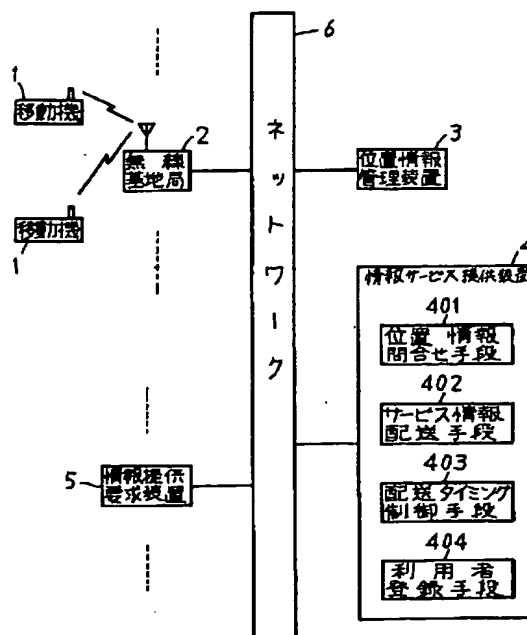 6
1
移動機
2
無線
基地局
移動機
1
ネットワーク
3
位置情報
管理装置
4
情報サービス提供装置
401
位置情報
問合せ手段
402
サービス情報
配送手段
403
配送タイミング
制御手段
404
利用者
登録手段
5
情報提供
要求装置